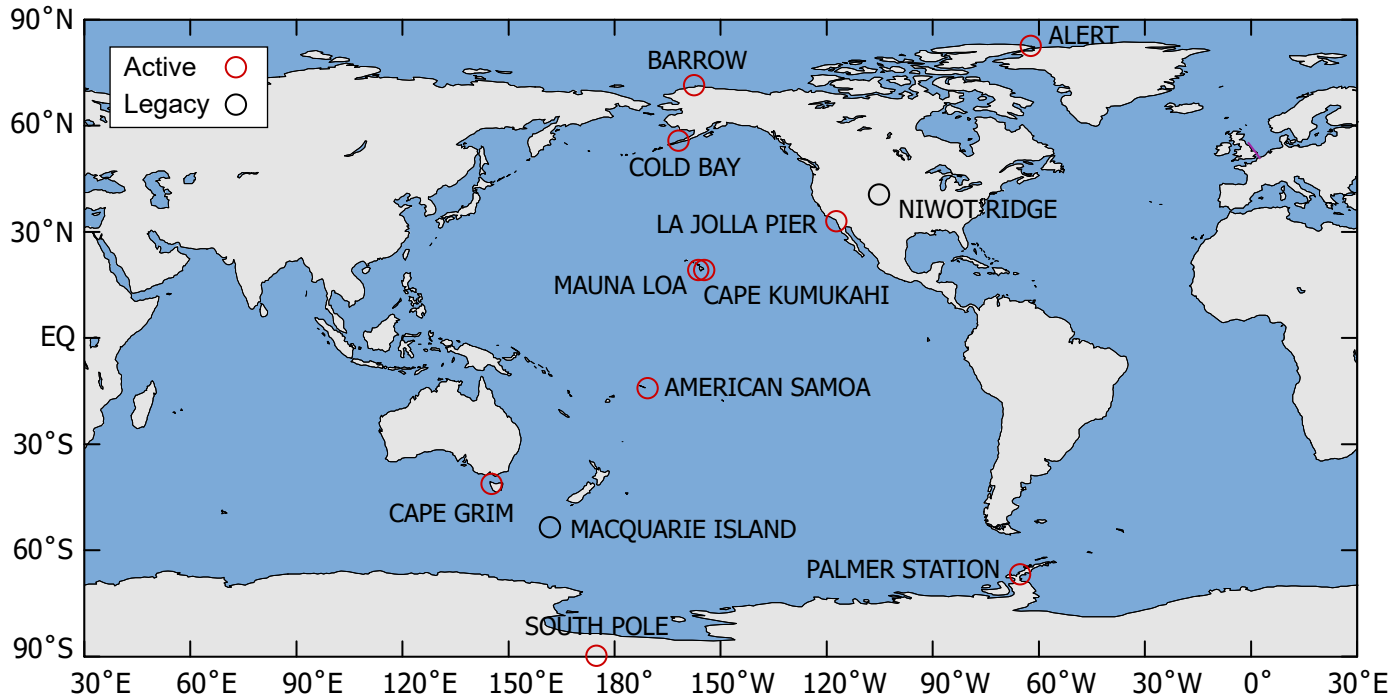 90°N
60°N
30°N
EQ
30°S
60°S
90°S
Active
Legacy
ALERT
BARROW
COLD BAY
NIWOT RIDGE
LA JOLLA PIER
MAUNA LOA
CAPE KUMUKAHI
AMERICAN SAMOA
CAPE GRIM
MACQUARIE ISLAND
PALMER STATION
SOUTH POLE
30°E 60°E 90°E 120°E 150°E 180° 150°W 120°W 90°W 60°W 30°W 0° 30°E